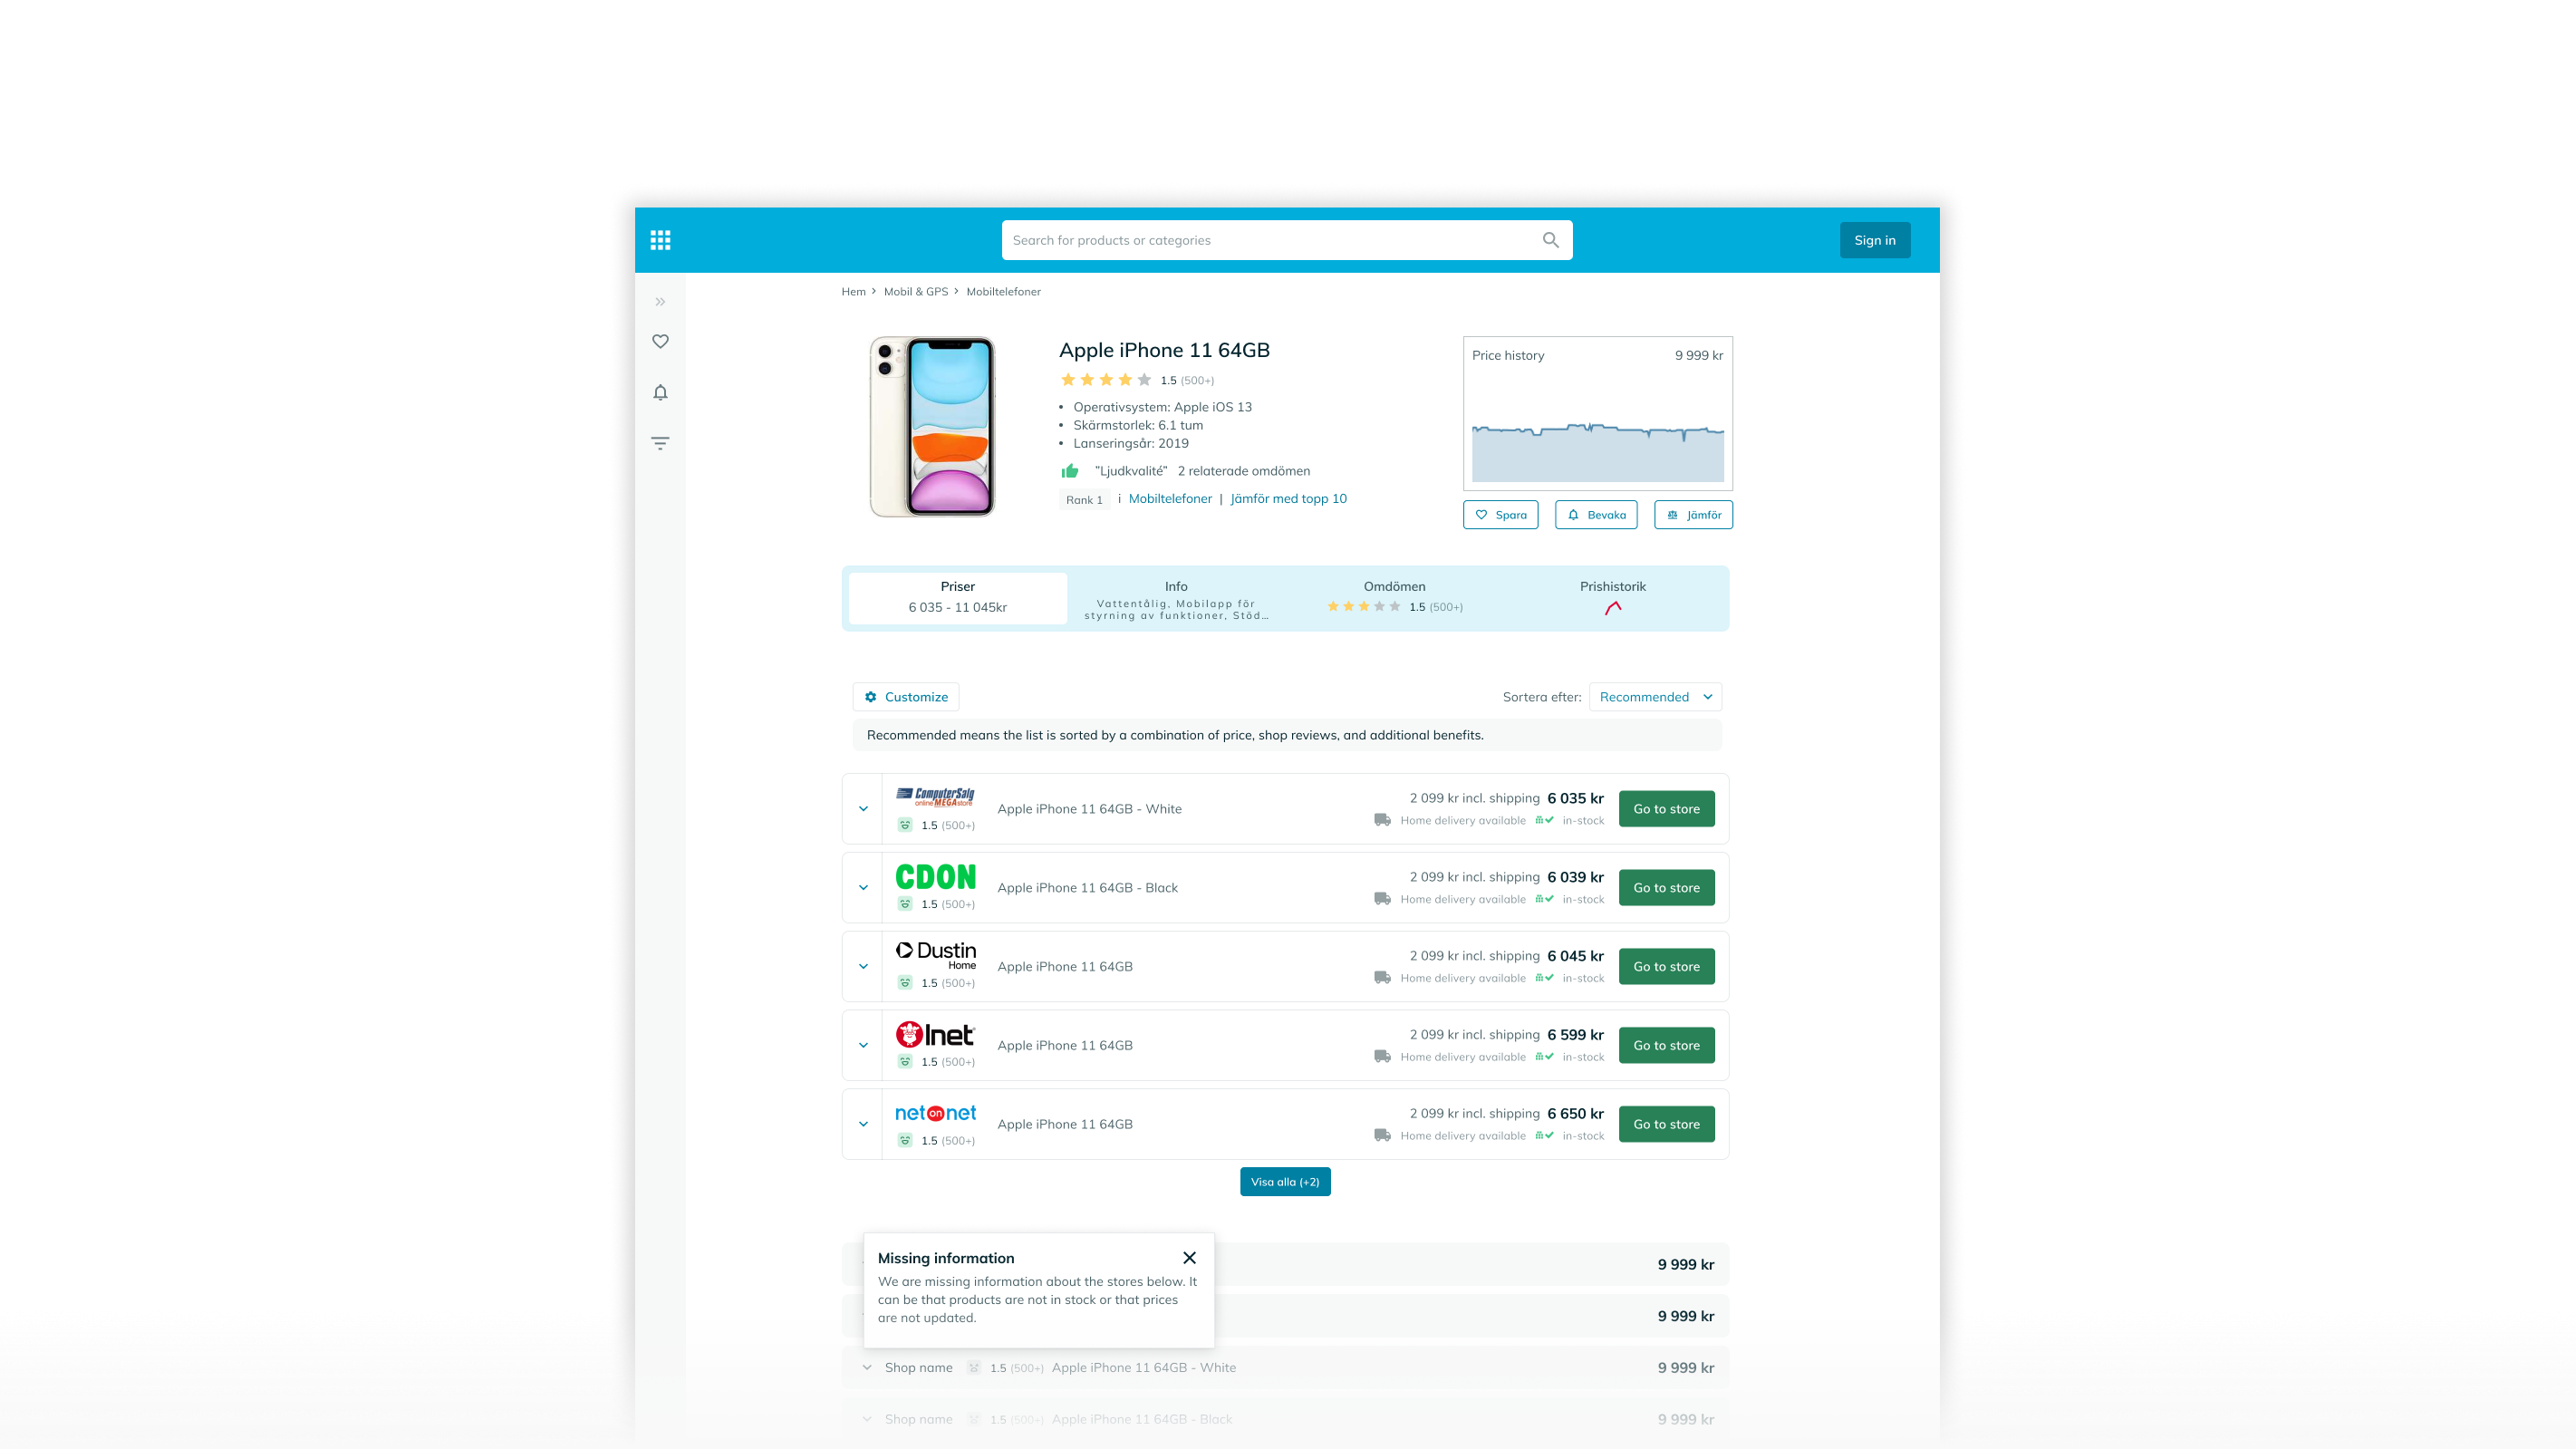 Search for products or categories
Sign in
Hem > Mobil & GPS > Mobiltelefoner
Apple iPhone 11 64GB
1.5 (500+)
• Operativsystem: Apple iOS 13
• Skärmstorlek: 6.1 tum
• Lanseringsår: 2019
”Ljudkvalité” 2 relaterade omdömen
Rank 1 i Mobiltelefoner | Jämför med topp 10
Price history 9 999 kr
Spara Bevaka Jämför
Priser
6 035 - 11 045kr
Info
Vattentålig, Mobilapp för
styrning av funktioner, Stöd…
Omdömen
1.5 (500+)
Prishistorik
Customize
Sortera efter: Recommended
Recommended means the list is sorted by a combination of price, shop reviews, and additional benefits.
ComputerSalg
online MEGAstore
1.5 (500+)
Apple iPhone 11 64GB - White
2 099 kr incl. shipping 6 035 kr
Home delivery available in-stock
Go to store
CDON
1.5 (500+)
Apple iPhone 11 64GB - Black
2 099 kr incl. shipping 6 039 kr
Home delivery available in-stock
Go to store
Dustin
Home
1.5 (500+)
Apple iPhone 11 64GB
2 099 kr incl. shipping 6 045 kr
Home delivery available in-stock
Go to store
Inet
1.5 (500+)
Apple iPhone 11 64GB
2 099 kr incl. shipping 6 599 kr
Home delivery available in-stock
Go to store
netonnet
1.5 (500+)
Apple iPhone 11 64GB
2 099 kr incl. shipping 6 650 kr
Home delivery available in-stock
Go to store
Visa alla (+2)
Missing information
We are missing information about the stores below. It
can be that products are not in stock or that prices
are not updated.
9 999 kr
9 999 kr
Shop name 1.5 (500+) Apple iPhone 11 64GB - White 9 999 kr
Shop name 1.5 (500+) Apple iPhone 11 64GB - Black 9 999 kr